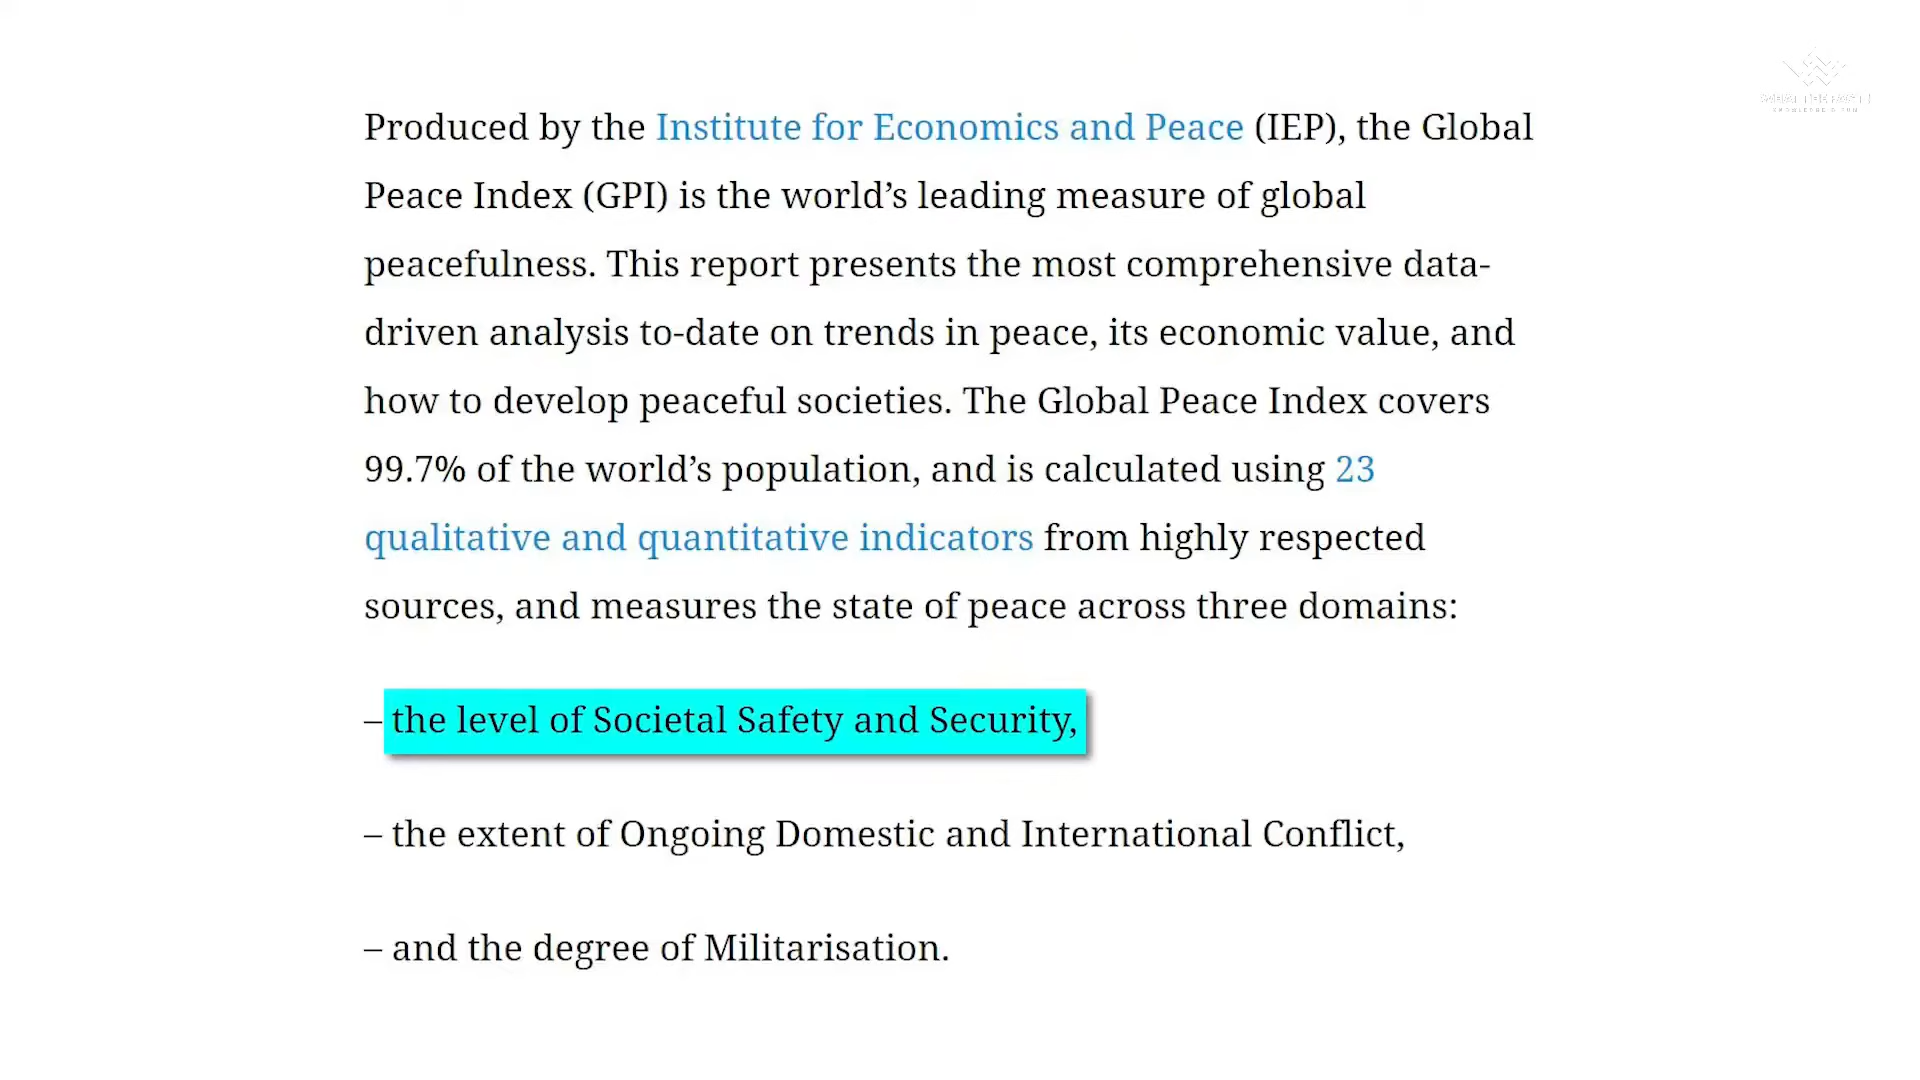 Produced by the Institute for Economics and Peace (IEP), the Global
Peace Index (GPI) is the world’s leading measure of global
peacefulness. This report presents the most comprehensive data-
driven analysis to-date on trends in peace, its economic value, and
how to develop peaceful societies. The Global Peace Index covers
99.7% of the world’s population, and is calculated using 23
qualitative and quantitative indicators from highly respected
sources, and measures the state of peace across three domains:
– the level of Societal Safety and Security,
– the extent of Ongoing Domestic and International Conflict,
– and the degree of Militarisation.